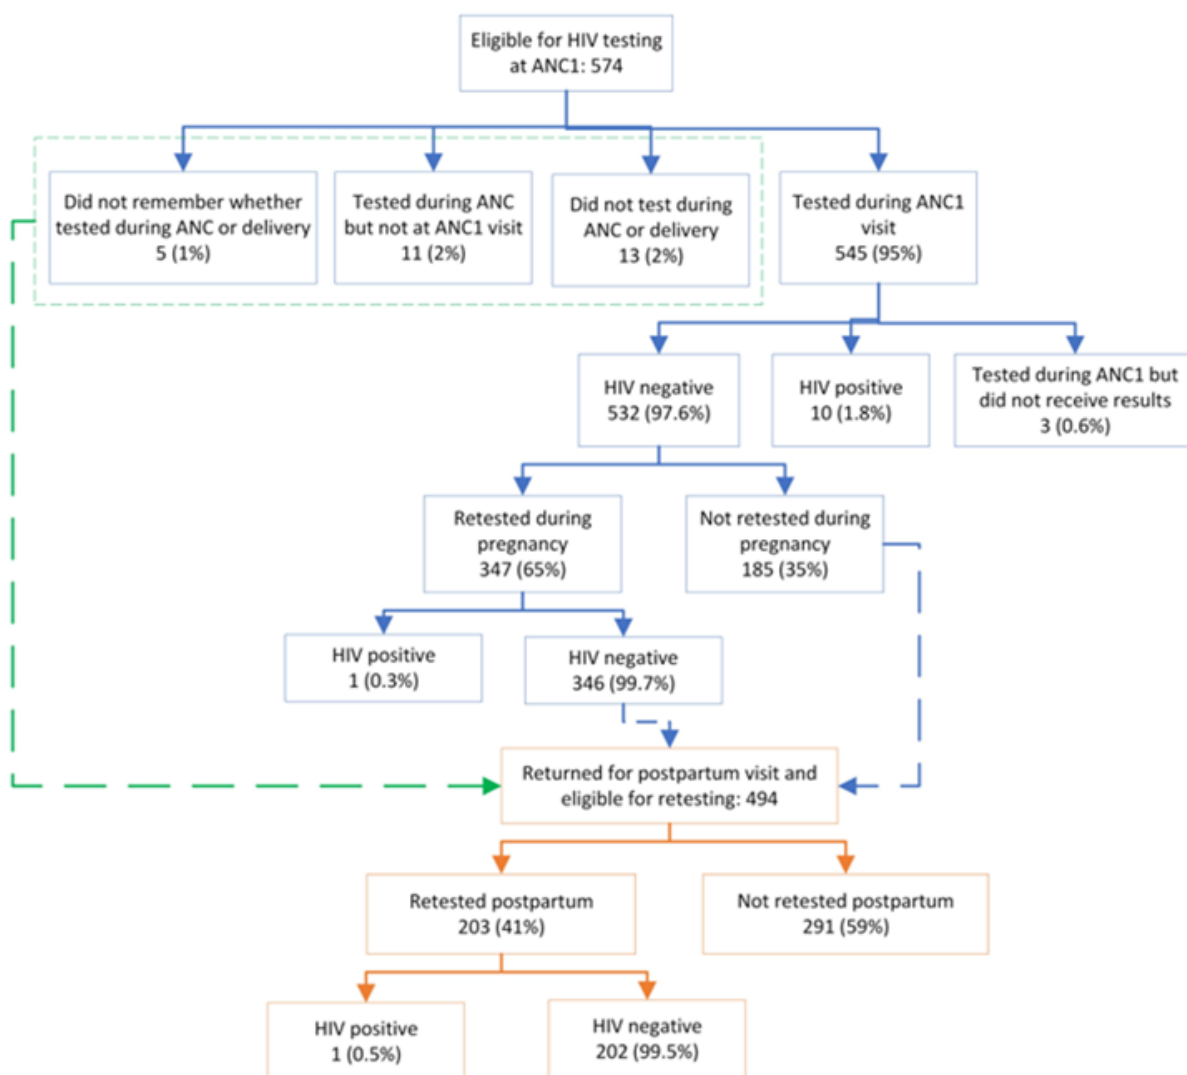 Eligible for HIV testing
at ANC1: 574
Did not remember whether
tested during ANC or delivery
5 (1%)
Tested during ANC
but not at ANC1 visit
11 (2%)
Did not test during
ANC or delivery
13 (2%)
Tested during ANC1
visit
545 (95%)
HIV negative
532 (97.6%)
HIV positive
10 (1.8%)
Tested during ANC1 but
did not receive results
3 (0.6%)
Retested during
pregnancy
347 (65%)
Not retested during
pregnancy
185 (35%)
HIV positive
1 (0.3%)
HIV negative
346 (99.7%)
Returned for postpartum visit and
eligible for retesting: 494
Retested postpartum
203 (41%)
Not retested postpartum
291 (59%)
HIV positive
1 (0.5%)
HIV negative
202 (99.5%)